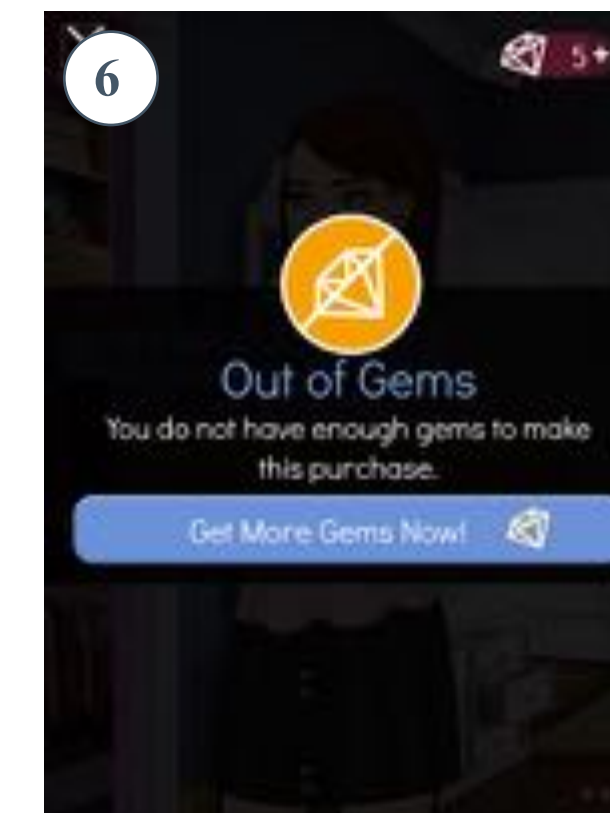 6
5+
Out of Gems
You do not have enough gems to make
this purchase.
Get More Gems Now!